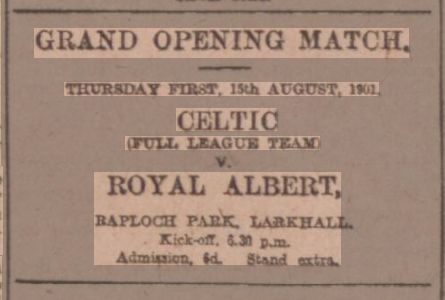 GRAND OPENING MATCH.
THURSDAY FIRST, 15th AUGUST, 1901.
CELTIC
(FULL LEAGUE TEAM)
V.
ROYAL ALBERT,
RAPLOCH PARK, LARKHALL.
Kick-off, 6.30 p.m.
Admission, 6d. Stand extra.